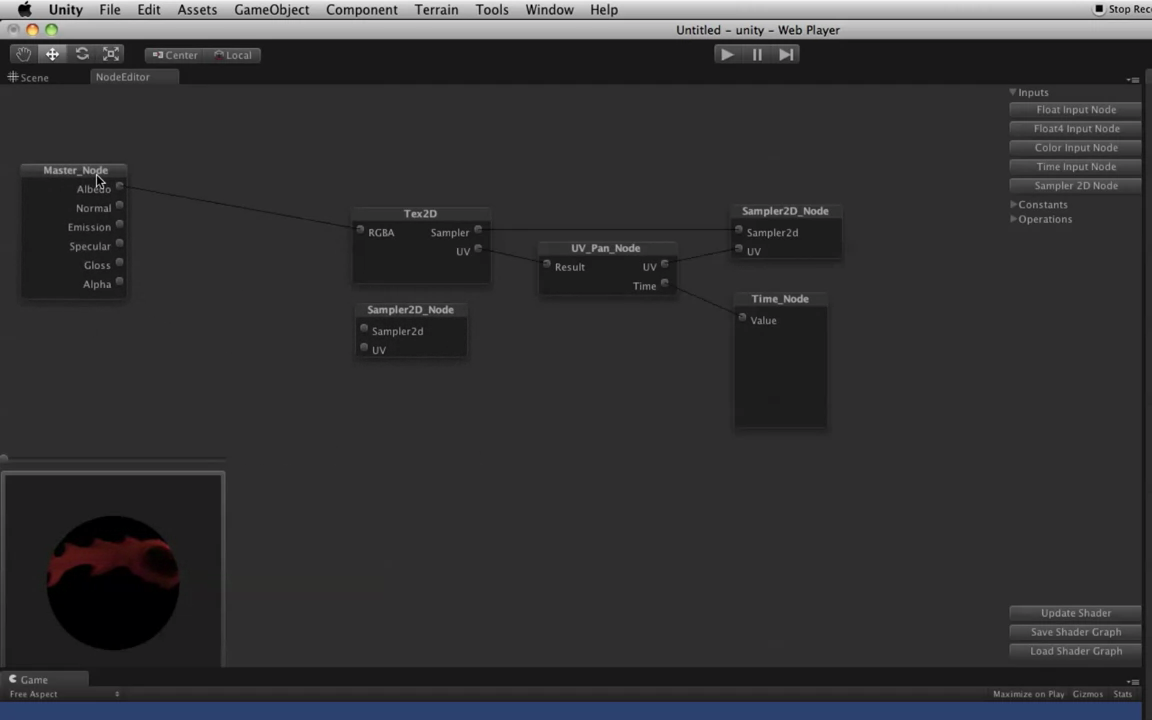 Unity File Edit Assets GameObject Component Terrain Tools Window Help Stop Rec
Untitled – unity – Web Player
Center Local
Scene NodeEditor
Inputs
Float Input Node
Float4 Input Node
Color Input Node
Time Input Node
Sampler 2D Node
Constants
Operations
Master_Node
Albedo
Normal
Emission
Specular
Gloss
Alpha
Tex2D
RGBA Sampler
UV
Sampler2D_Node
Sampler2d
UV
UV_Pan_Node
Result UV
Time
Sampler2D_Node
Sampler2d
UV
Time_Node
Value
Update Shader
Save Shader Graph
Load Shader Graph
Game
Free Aspect Maximize on Play Gizmos Stats